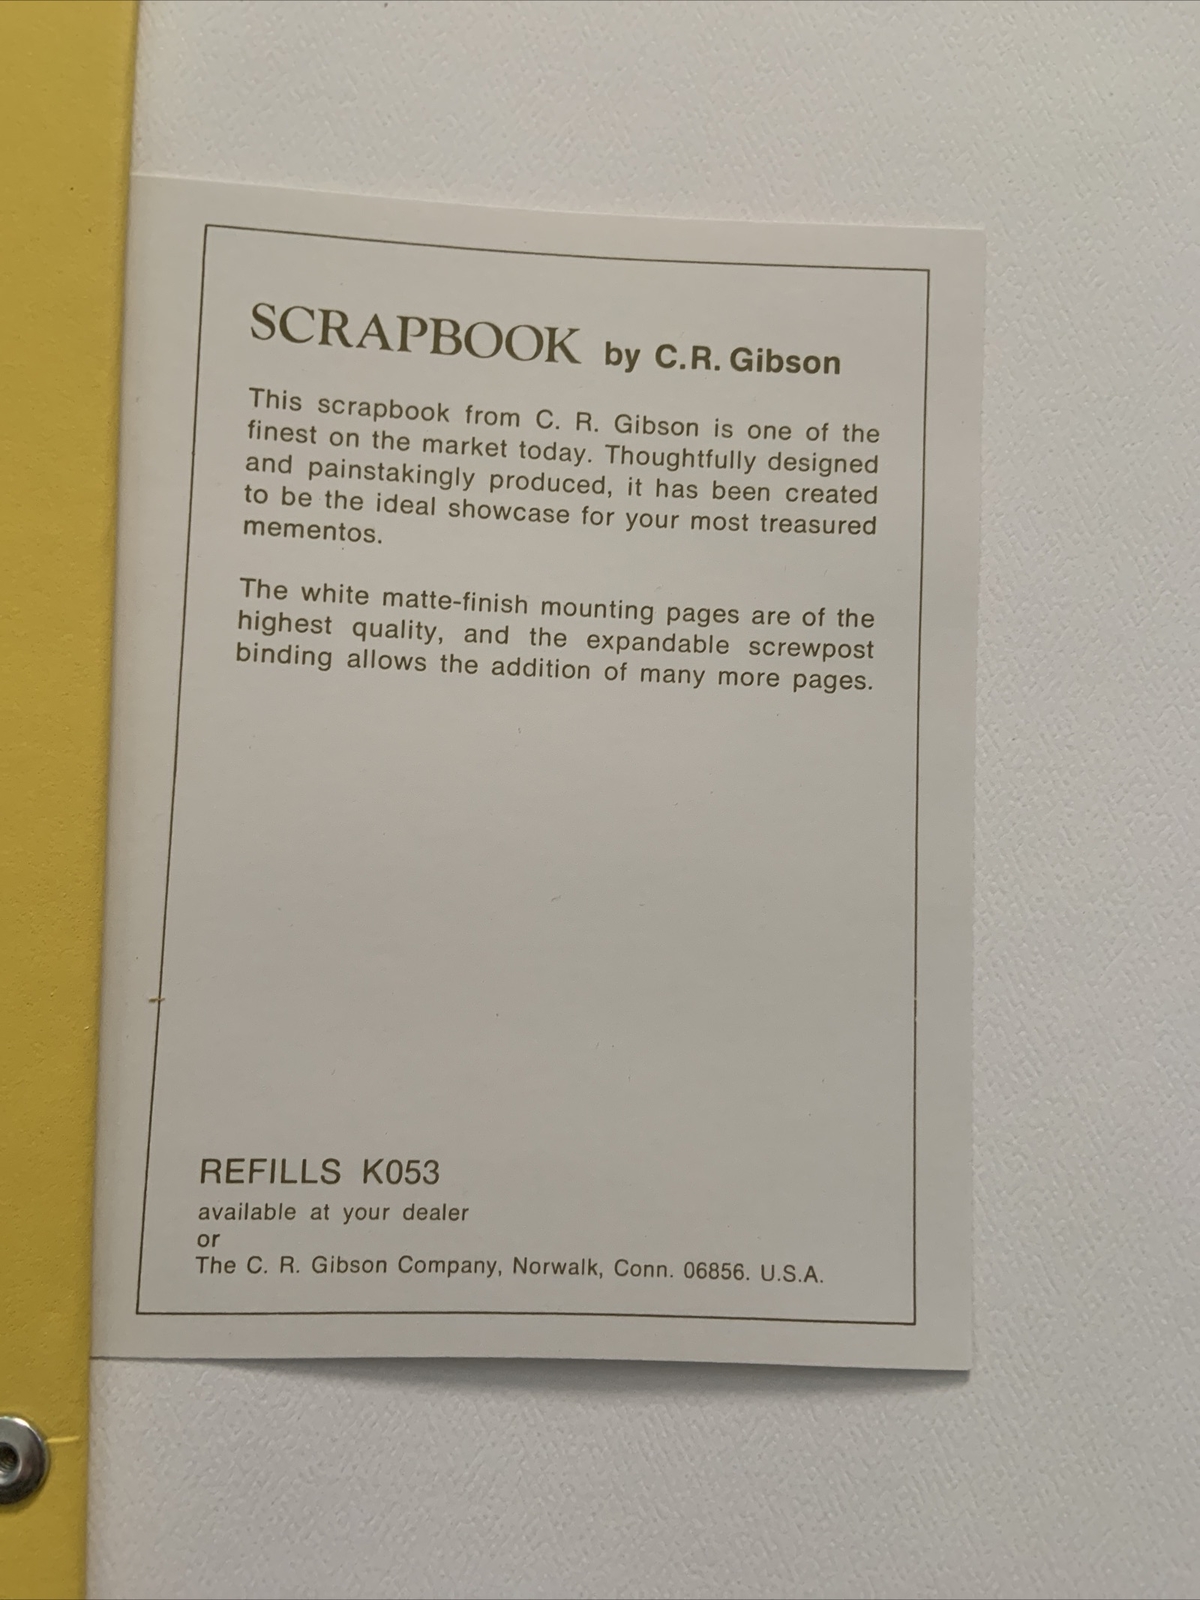 SCRAPBOOK by C.R. Gibson
This scrapbook from C. R. Gibson is one of the
finest on the market today. Thoughtfully designed
and painstakingly produced, it has been created
to be the ideal showcase for your most treasured
mementos.
The white matte-finish mounting pages are of the
highest quality, and the expandable screwpost
binding allows the addition of many more pages.
REFILLS K053
available at your dealer
or
The C. R. Gibson Company, Norwalk, Conn. 06856. U.S.A.